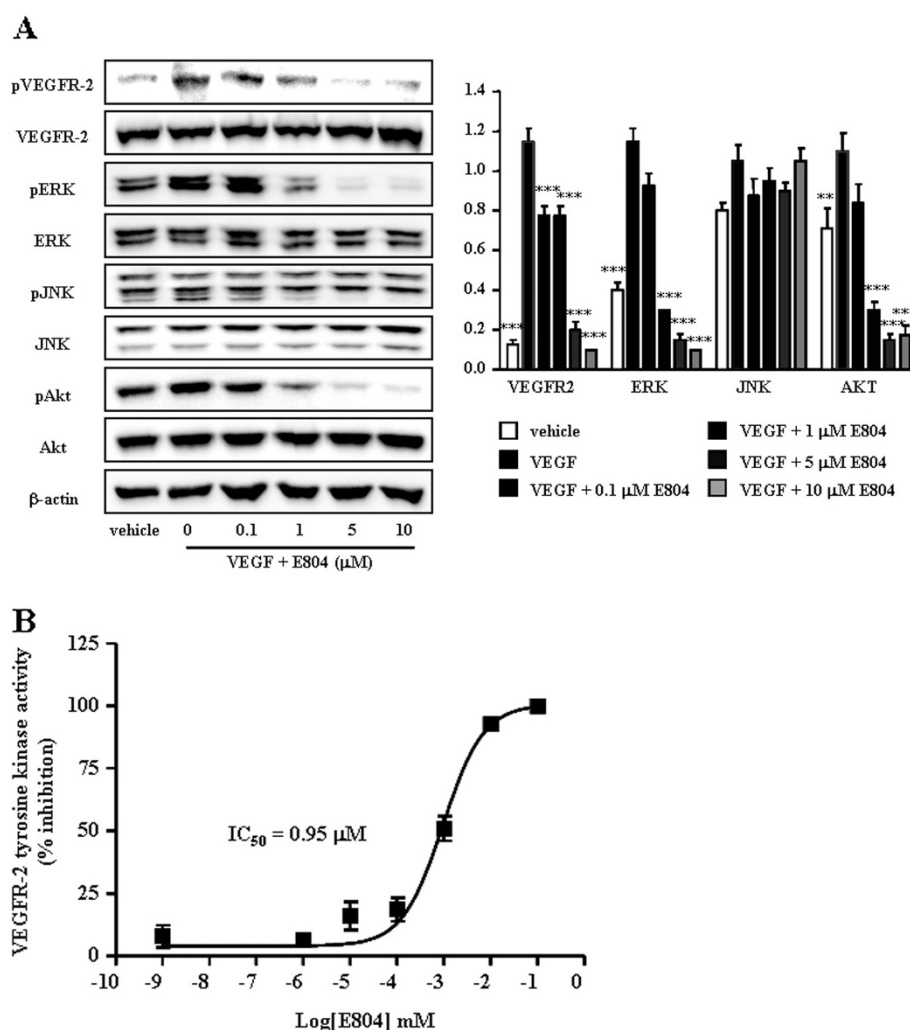 A
pVEGFR-2
VEGFR-2
pERK
ERK
pJNK
JNK
pAkt
Akt
β-actin
vehicle 0 0.1 1 5 10
VEGF + E804 (μM)
1.4
1.2
1.0
0.8
0.6
0.4
0.2
0.0
*** *** *** *** ***
*** *** *** ***
** *** *** **
VEGFR2 ERK JNK AKT
vehicle
VEGF
VEGF + 0.1 μM E804
VEGF + 1 μM E804
VEGF + 5 μM E804
VEGF + 10 μM E804
B
VEGFR-2 tyrosine kinase activity
(% inhibition)
125
100
75
50
25
0
IC50 = 0.95 μM
-10 -9 -8 -7 -6 -5 -4 -3 -2 -1 0
Log[E804] mM